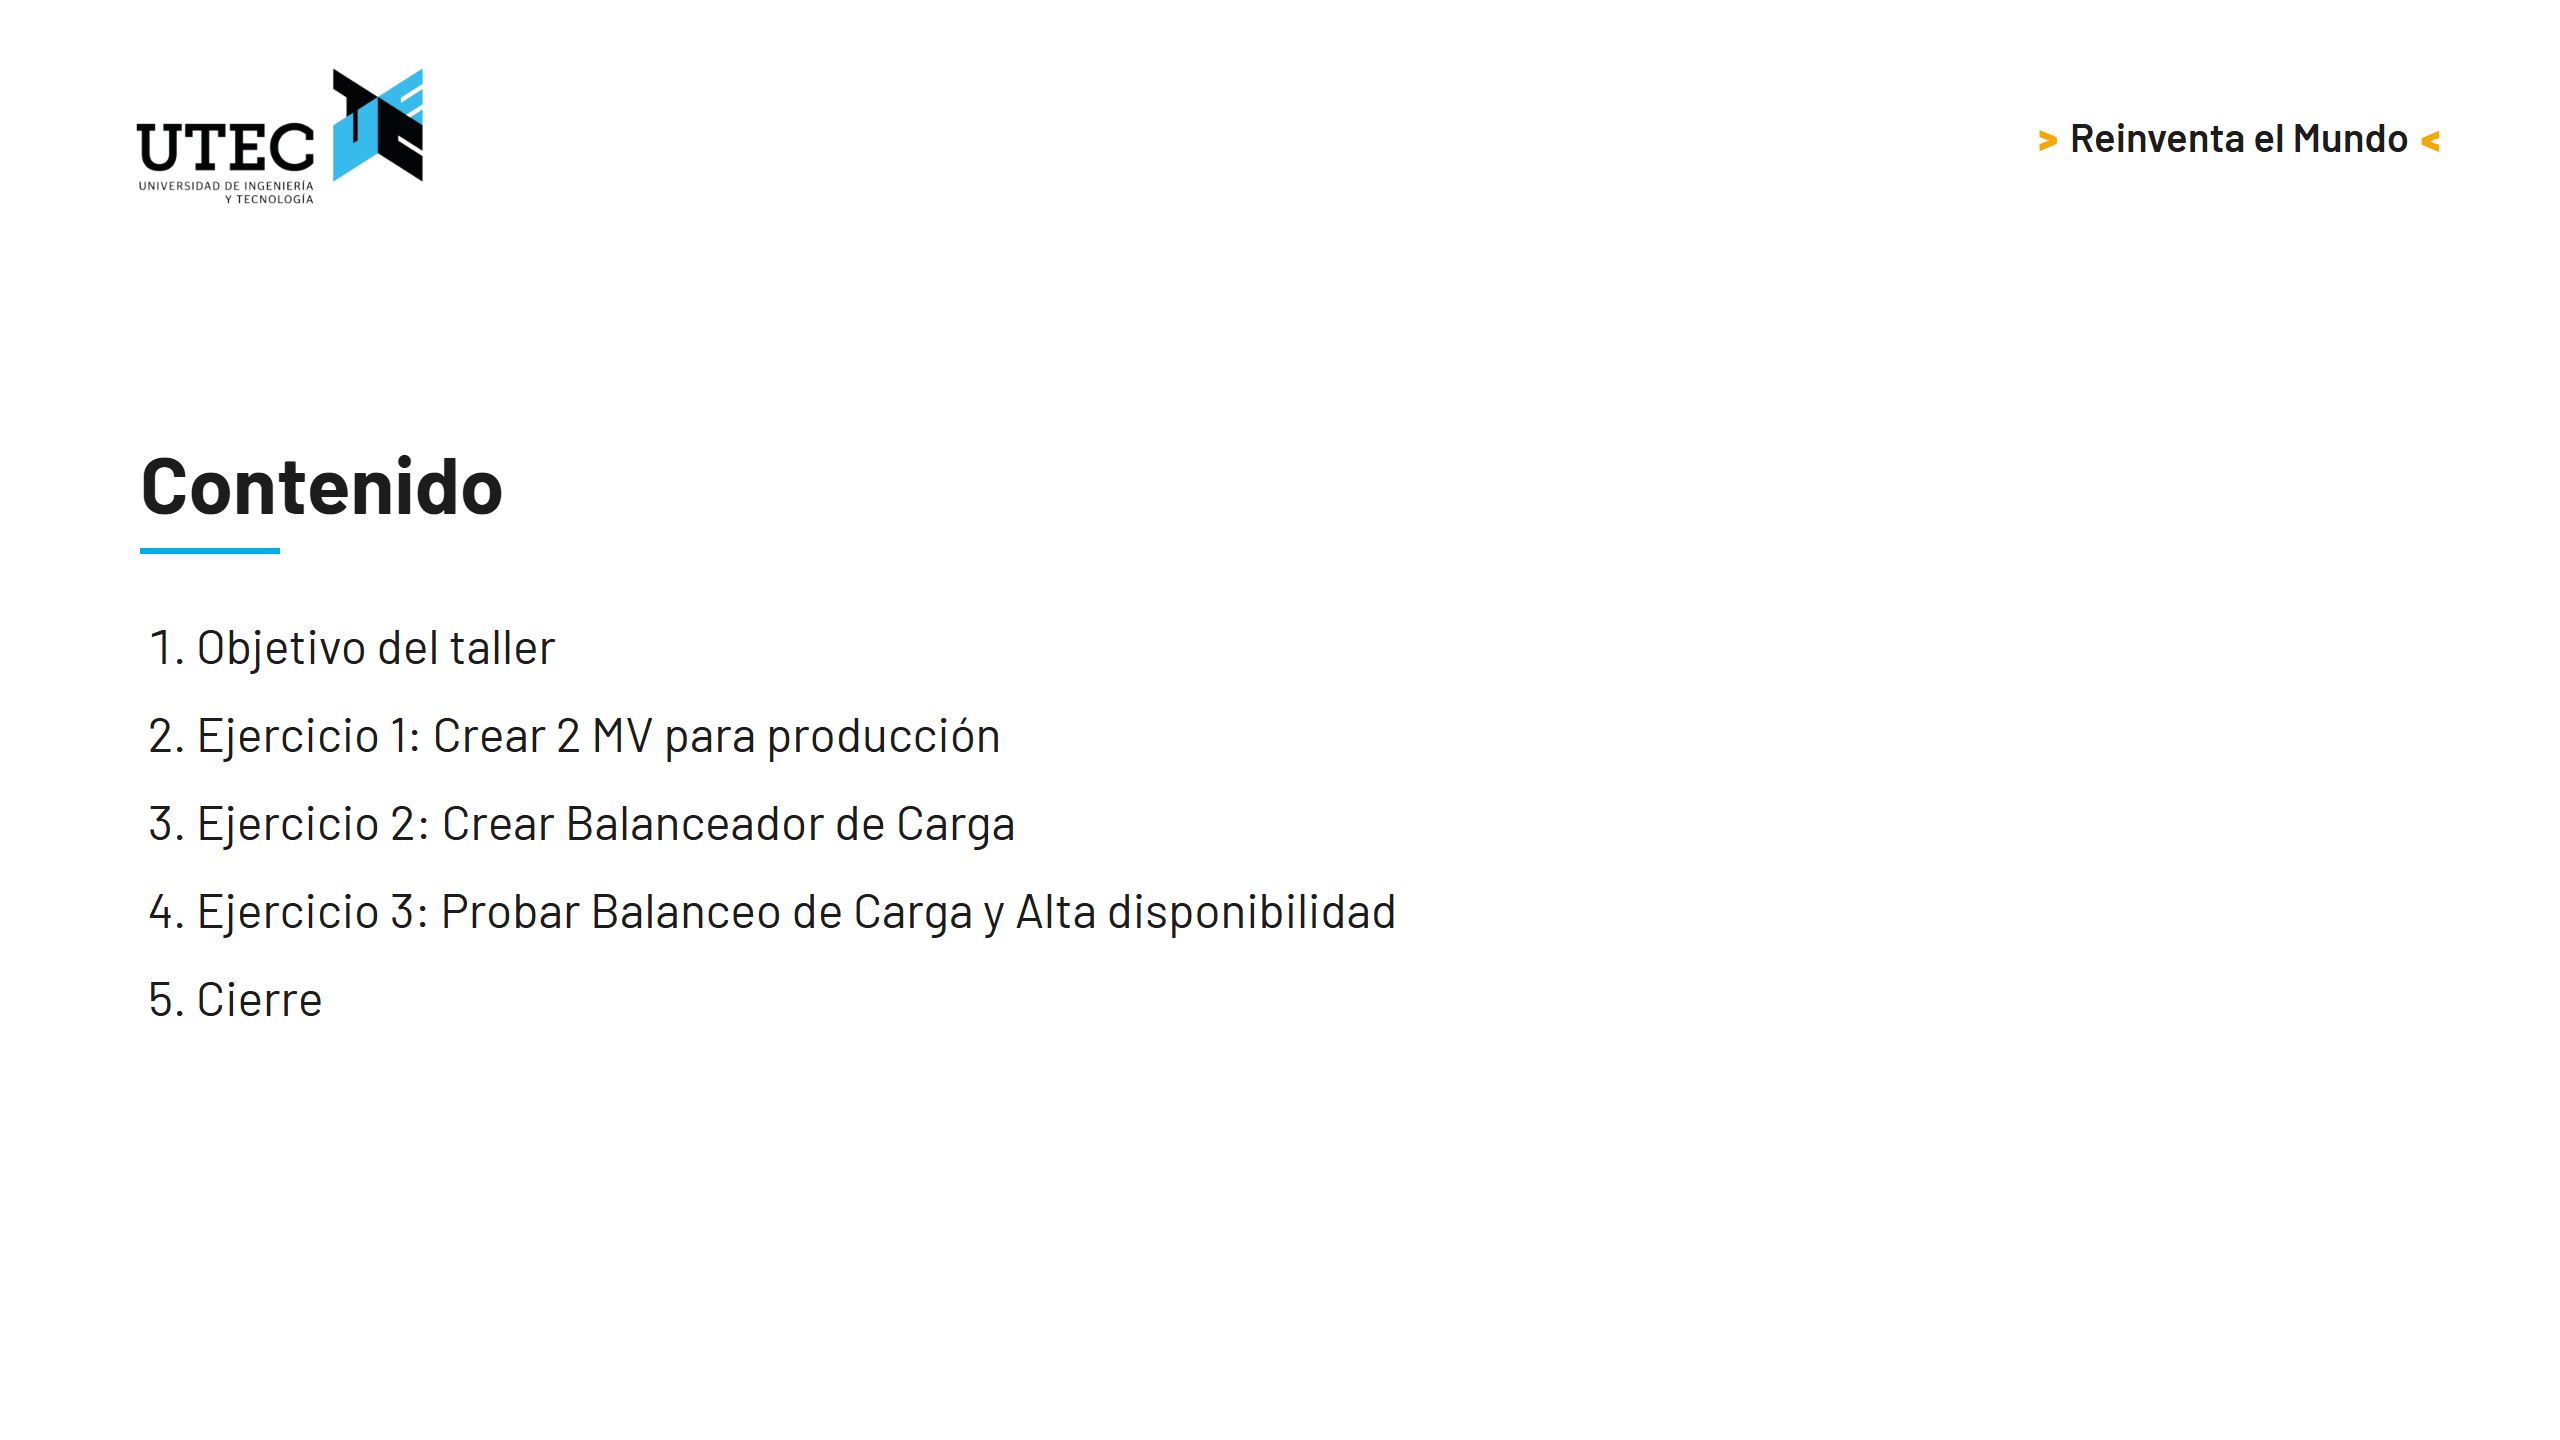 UTEC
UNIVERSIDAD DE INGENIERÍA
Y TECNOLOGÍA
> Reinventa el Mundo <
Contenido
1. Objetivo del taller
2. Ejercicio 1: Crear 2 MV para producción
3. Ejercicio 2: Crear Balanceador de Carga
4. Ejercicio 3: Probar Balanceo de Carga y Alta disponibilidad
5. Cierre